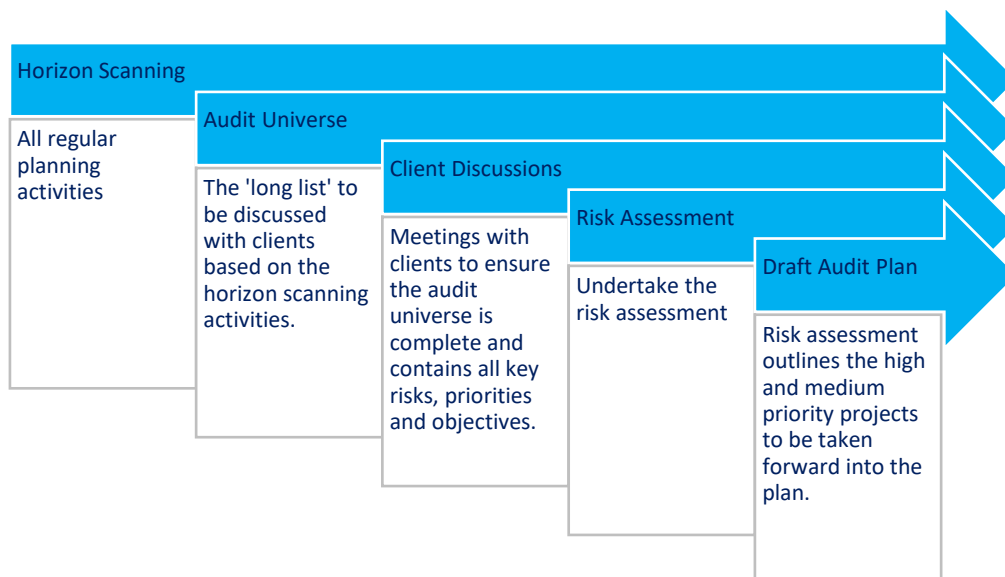 Horizon Scanning
All regular
planning
activities
Audit Universe
The 'long list' to
be discussed
with clients
based on the
horizon scanning
activities.
Client Discussions
Meetings with
clients to ensure
the audit
universe is
complete and
contains all key
risks, priorities
and objectives.
Risk Assessment
Undertake the
risk assessment
Draft Audit Plan
Risk assessment
outlines the high
and medium
priority projects
to be taken
forward into the
plan.